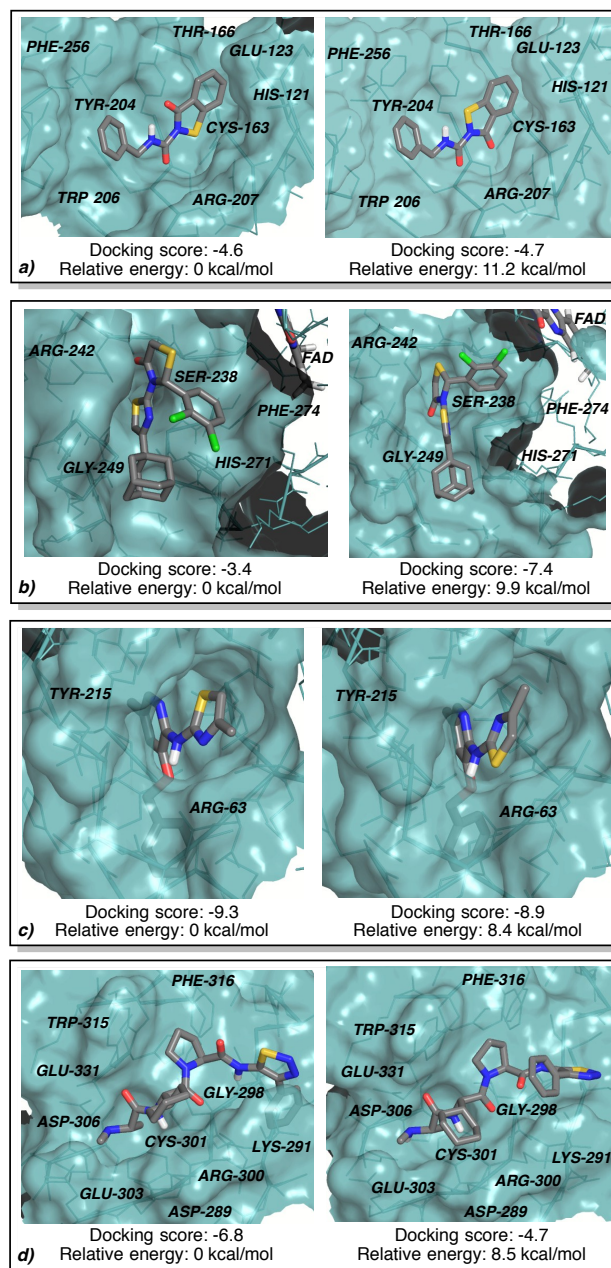 THR-166
PHE-256
GLU-123
TYR-204
HIS-121
CYS-163
TRP 206
ARG-207
Docking score: -4.6
a) Relative energy: 0 kcal/mol
THR-166
PHE-256
GLU-123
TYR-204
HIS-121
CYS-163
TRP 206
ARG-207
Docking score: -4.7
Relative energy: 11.2 kcal/mol
ARG-242
FAD
SER-238
PHE-274
GLY-249
HIS-271
Docking score: -3.4
b) Relative energy: 0 kcal/mol
FAD
ARG-242
SER-238
PHE-274
GLY-249
HIS-271
Docking score: -7.4
Relative energy: 9.9 kcal/mol
TYR-215
ARG-63
Docking score: -9.3
c) Relative energy: 0 kcal/mol
TYR-215
ARG-63
Docking score: -8.9
Relative energy: 8.4 kcal/mol
PHE-316
TRP-315
GLU-331
GLY-298
ASP-306
CYS-301
LYS-291
ARG-300
GLU-303
ASP-289
Docking score: -6.8
d) Relative energy: 0 kcal/mol
PHE-316
TRP-315
GLU-331
GLY-298
ASP-306
CYS-301
LYS-291
ARG-300
GLU-303
ASP-289
Docking score: -4.7
Relative energy: 8.5 kcal/mol